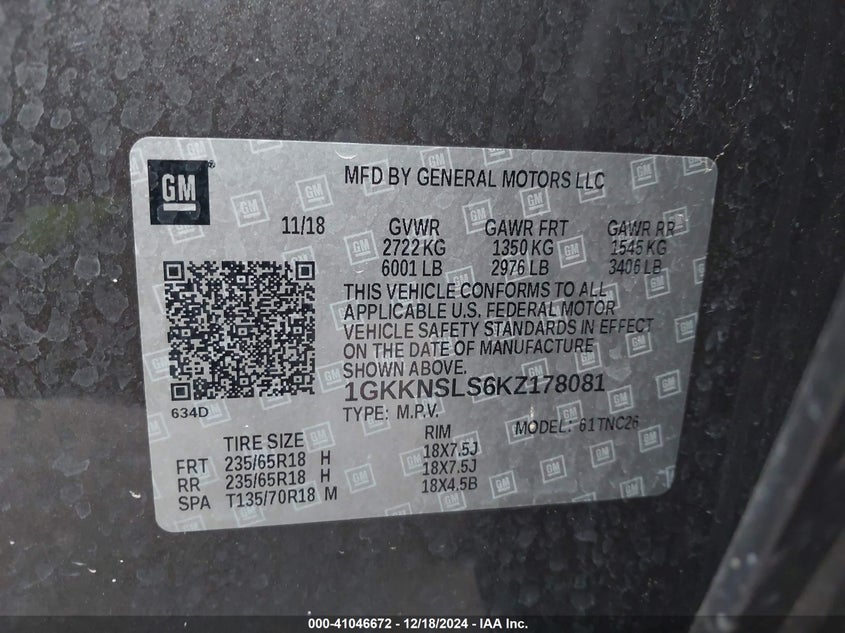 GM
MFD BY GENERAL MOTORS LLC
11/18 GVWR GAWR FRT GAWR RR
2722 KG 1350 KG 1545 KG
6001 LB 2976 LB 3406 LB
THIS VEHICLE CONFORMS TO ALL
APPLICABLE U.S. FEDERAL MOTOR
VEHICLE SAFETY STANDARDS IN EFFECT
ON THE DATE OF MANUFACTURE
SHOWN ABOVE.
1GKKNSLS6KZ178081
634D
TYPE: M.P.V. MODEL: 61TNC26
TIRE SIZE RIM
FRT 235/65R18 H 18X7.5J
RR 235/65R18 H 18X7.5J
SPA T135/70R18 M 18X4.5B
000-41046672 - 12/18/2024 - IAA Inc.